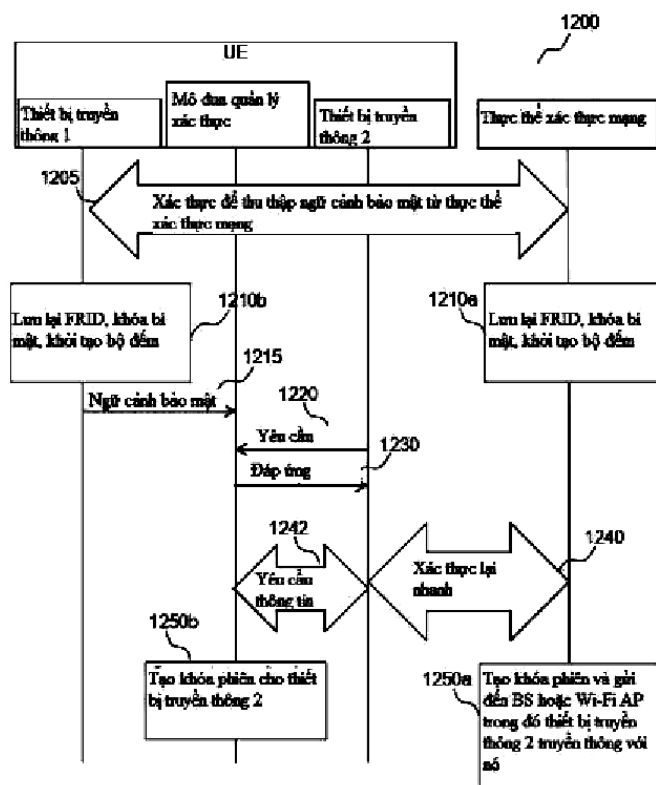 1200
UE
Thiết bị truyền
thông 1
Mô đun quản lý
xác thực
Thiết bị truyền
thông 2
Thực thể xác thực mạng
1205
Xác thực để thu thập ngữ cảnh bảo mật từ thực thể
xác thực mạng
1210b
1210a
Lưu lại FRID, khóa bí
mật, khởi tạo bộ đếm
Lưu lại FRID, khóa bí
mật, khởi tạo bộ đếm
1215
Ngữ cảnh bảo mật
1220
Yêu cầu
1230
Đáp ứng
1242
1240
Yêu cầu
thông tin
Xác thực lại
nhanh
1250b
Tạo khóa phiên cho thiết
bị truyền thông 2
1250a
Tạo khóa phiên và gửi
đến BS hoặc Wi-Fi AP
trong đó thiết bị truyền
thông 2 truyền thông với
nó